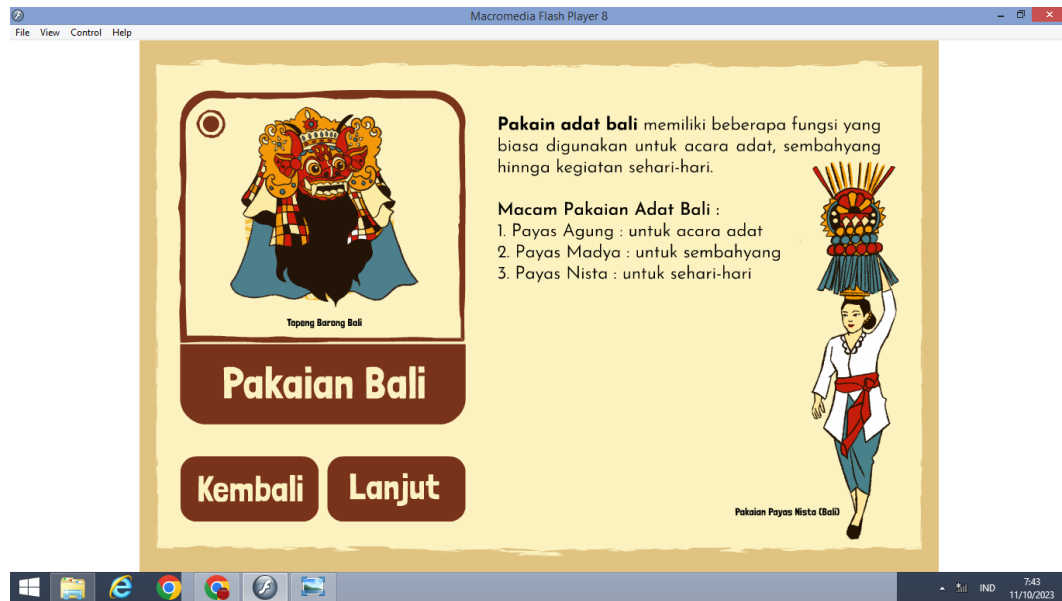 Macromedia Flash Player 8
File View Control Help
Topeng Barong Bali
Pakaian Bali
Kembali
Lanjut
Pakain adat bali memiliki beberapa fungsi yang
biasa digunakan untuk acara adat, sembahyang
hinnga kegiatan sehari-hari.
Macam Pakaian Adat Bali :
1. Payas Agung : untuk acara adat
2. Payas Madya : untuk sembahyang
3. Payas Nista : untuk sehari-hari
Pakaian Payas Nista (Bali)
IND
7:43
11/10/2023